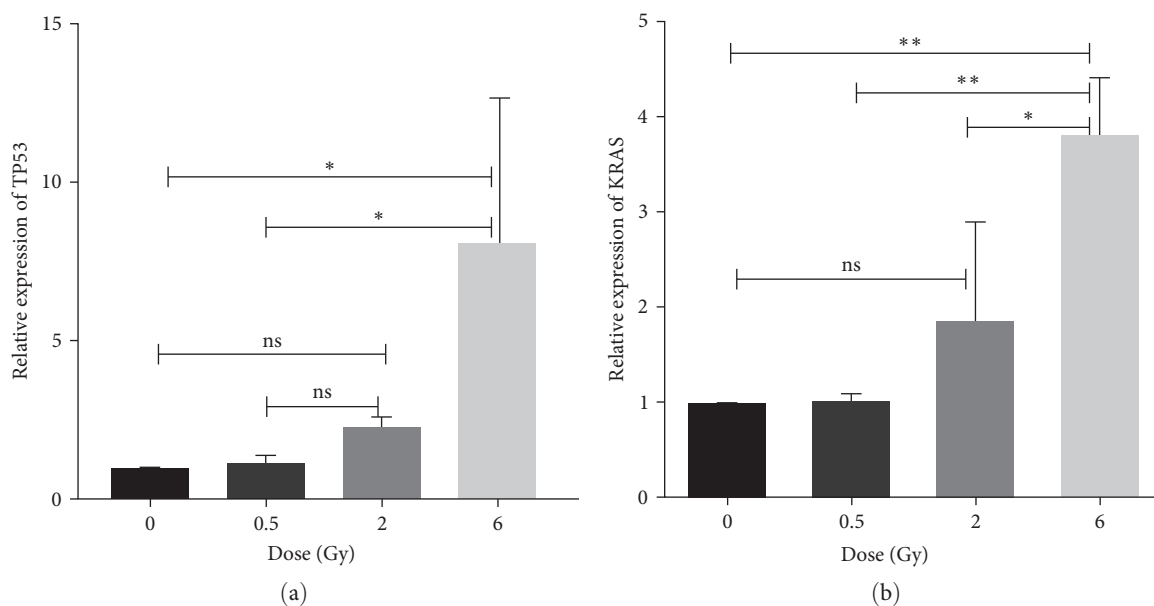 15
10
5
0
Relative expression of TP53
*
*
ns
ns
0 0.5 2 6
Dose (Gy)
(a)
5
4
3
2
1
0
Relative expression of KRAS
**
**
*
ns
0 0.5 2 6
Dose (Gy)
(b)